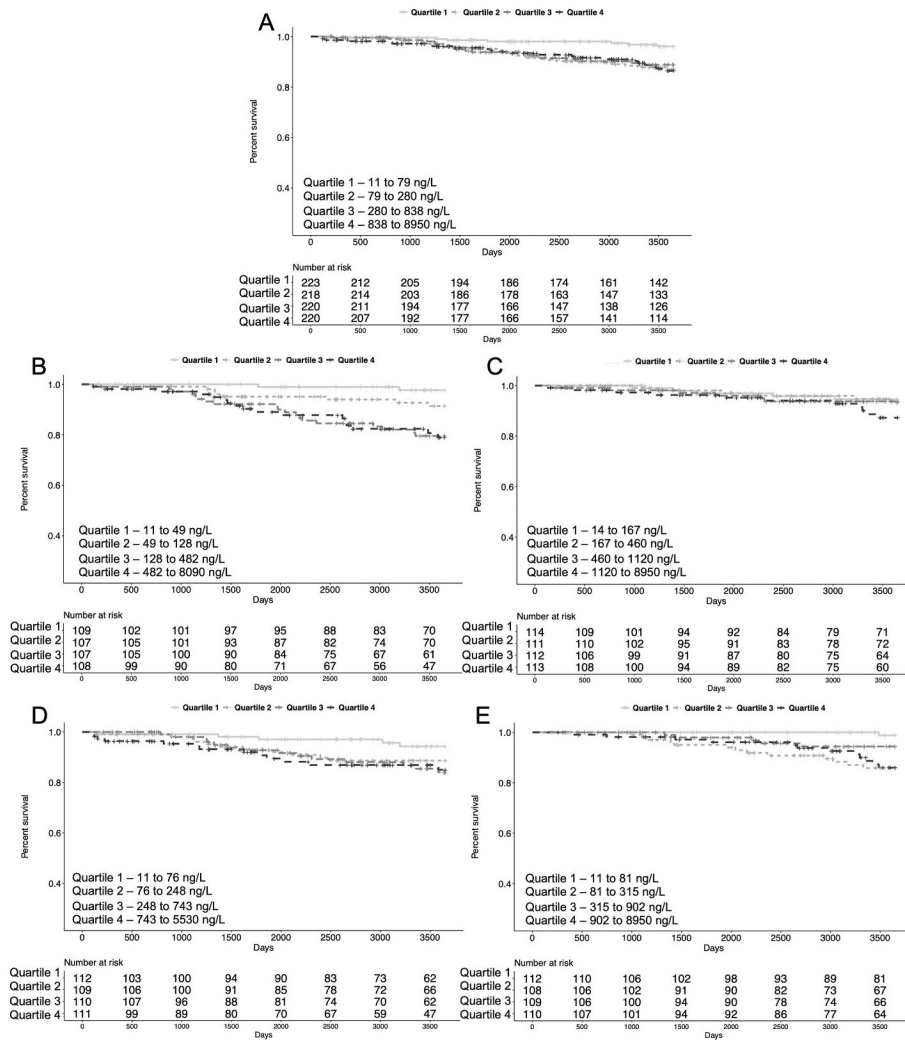 A
Quartile 1 Quartile 2 Quartile 3 Quartile 4
Percent survival
1.0
0.8
0.6
0.4
Quartile 1 – 11 to 79 ng/L
Quartile 2 – 79 to 280 ng/L
Quartile 3 – 280 to 838 ng/L
Quartile 4 – 838 to 8950 ng/L
0 500 1000 1500 2000 2500 3000 3500
Days
Number at risk
Quartile 1 223 212 205 194 186 174 161 142
Quartile 2 218 214 203 186 178 163 147 133
Quartile 3 220 211 194 177 166 147 138 126
Quartile 4 220 207 192 177 166 157 141 114
0 500 1000 1500 2000 2500 3000 3500
Days
B
Quartile 1 Quartile 2 Quartile 3 Quartile 4
Percent survival
1.0
0.8
0.6
0.4
Quartile 1 – 11 to 49 ng/L
Quartile 2 – 49 to 128 ng/L
Quartile 3 – 128 to 482 ng/L
Quartile 4 – 482 to 8090 ng/L
0 500 1000 1500 2000 2500 3000 3500
Days
Number at risk
Quartile 1 109 102 101 97 95 88 83 70
Quartile 2 107 105 101 93 87 82 74 70
Quartile 3 107 105 100 90 84 75 67 61
Quartile 4 108 99 90 80 71 67 56 47
0 500 1000 1500 2000 2500 3000 3500
Days
C
Quartile 1 Quartile 2 Quartile 3 Quartile 4
Percent survival
1.0
0.8
0.6
0.4
Quartile 1 – 14 to 167 ng/L
Quartile 2 – 167 to 460 ng/L
Quartile 3 – 460 to 1120 ng/L
Quartile 4 – 1120 to 8950 ng/L
0 500 1000 1500 2000 2500 3000 3500
Days
Number at risk
Quartile 1 114 109 101 94 92 84 79 71
Quartile 2 111 110 102 95 91 83 78 72
Quartile 3 112 106 99 91 87 80 75 64
Quartile 4 113 108 100 94 89 82 75 60
0 500 1000 1500 2000 2500 3000 3500
Days
D
Quartile 1 Quartile 2 Quartile 3 Quartile 4
Percent survival
1.0
0.8
0.6
0.4
Quartile 1 – 11 to 76 ng/L
Quartile 2 – 76 to 248 ng/L
Quartile 3 – 248 to 743 ng/L
Quartile 4 – 743 to 5530 ng/L
0 500 1000 1500 2000 2500 3000 3500
Days
Number at risk
Quartile 1 112 103 100 94 90 83 73 62
Quartile 2 109 106 100 91 85 78 72 66
Quartile 3 110 107 96 88 81 74 70 62
Quartile 4 111 99 89 80 70 67 59 47
0 500 1000 1500 2000 2500 3000 3500
Days
E
Quartile 1 Quartile 2 Quartile 3 Quartile 4
Percent survival
1.0
0.8
0.6
0.4
Quartile 1 – 11 to 81 ng/L
Quartile 2 – 81 to 315 ng/L
Quartile 3 – 315 to 902 ng/L
Quartile 4 – 902 to 8950 ng/L
0 500 1000 1500 2000 2500 3000 3500
Days
Number at risk
Quartile 1 112 110 106 102 98 93 89 81
Quartile 2 108 106 102 91 90 82 73 67
Quartile 3 109 106 100 94 90 78 74 66
Quartile 4 110 107 101 94 92 86 77 64
0 500 1000 1500 2000 2500 3000 3500
Days